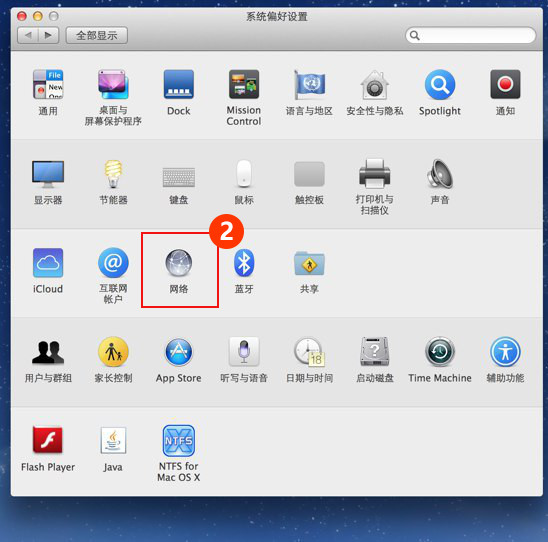 系统偏好设置
全部显示
File
New
通用
桌面与
屏幕保护程序
Dock
Mission
Control
语言与地区
安全性与隐私
Spotlight
通知
显示器
节能器
键盘
鼠标
触控板
打印机与
扫描仪
声音
2
iCloud
@
互联网
帐户
网络
蓝牙
共享
18
?
用户与群组
家长控制
App Store
听写与语音
日期与时间
启动磁盘
Time Machine
辅助功能
NTFS
Flash Player
Java
NTFS for
Mac OS X